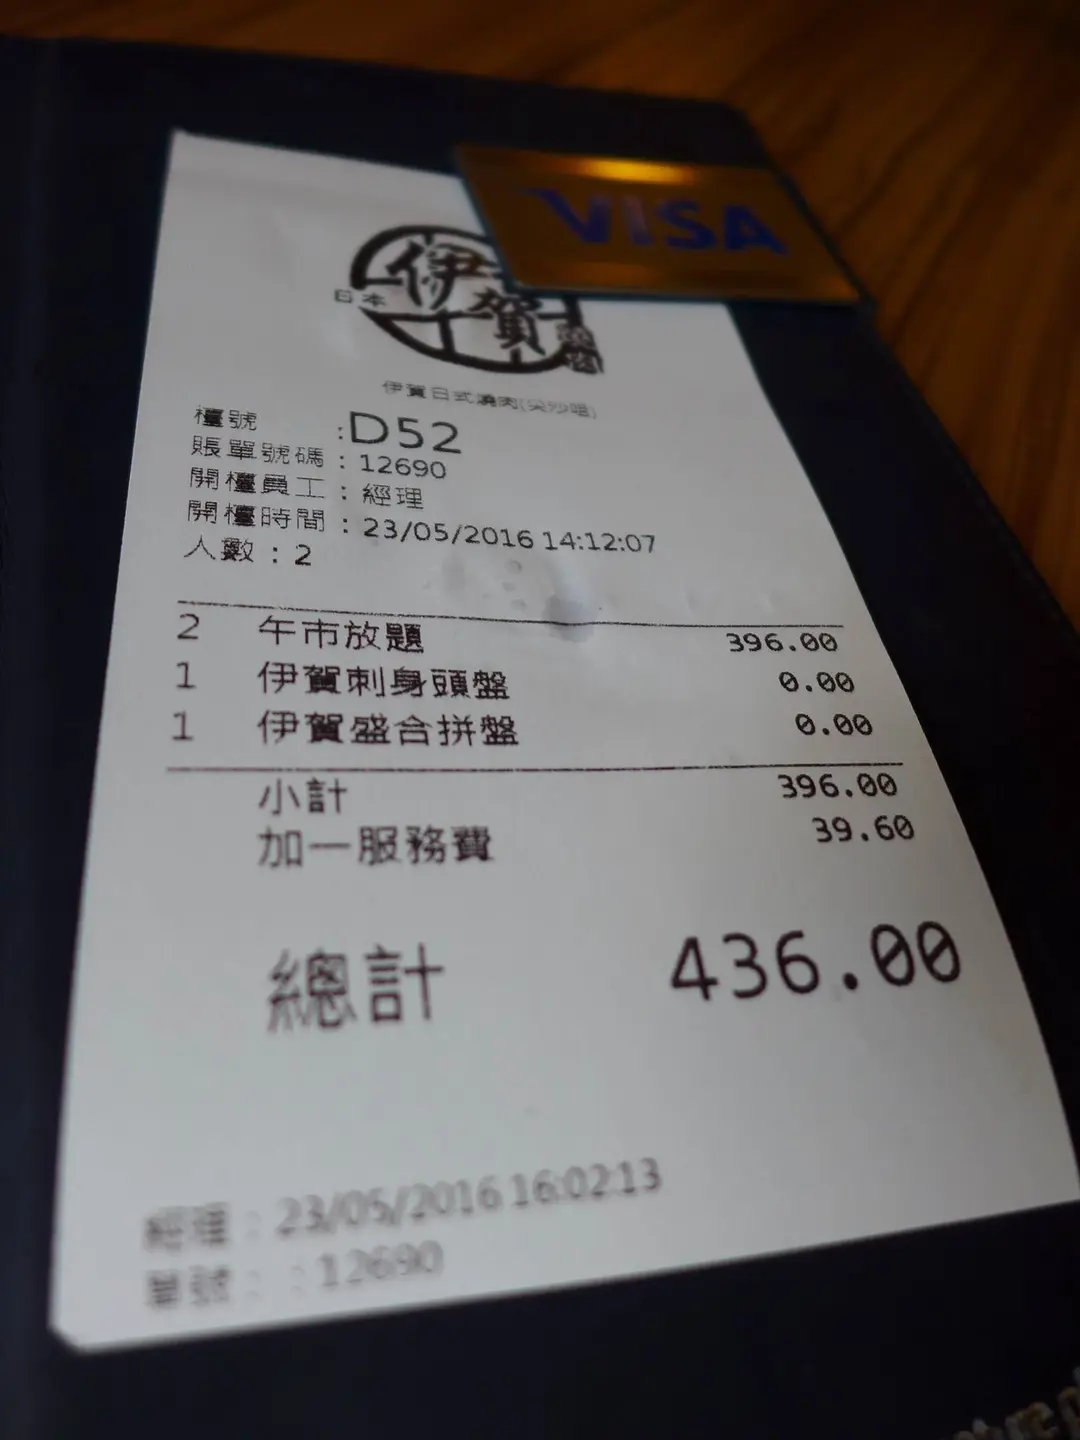 VISA
伊賀
日本
伊賀日式燒肉(尖沙咀)
檯號 :D52
賬單號碼 : 12690
開檯員工 : 經理
開檯時間 : 23/05/2016 14:12:07
人數 : 2
2 午市放題 396.00
1 伊賀刺身頭盤 0.00
1 伊賀盛合拼盤 0.00
小計 396.00
加一服務費 39.60
總計 436.00
經理 : 23/05/2016 16:02:13
單號 : : 12690